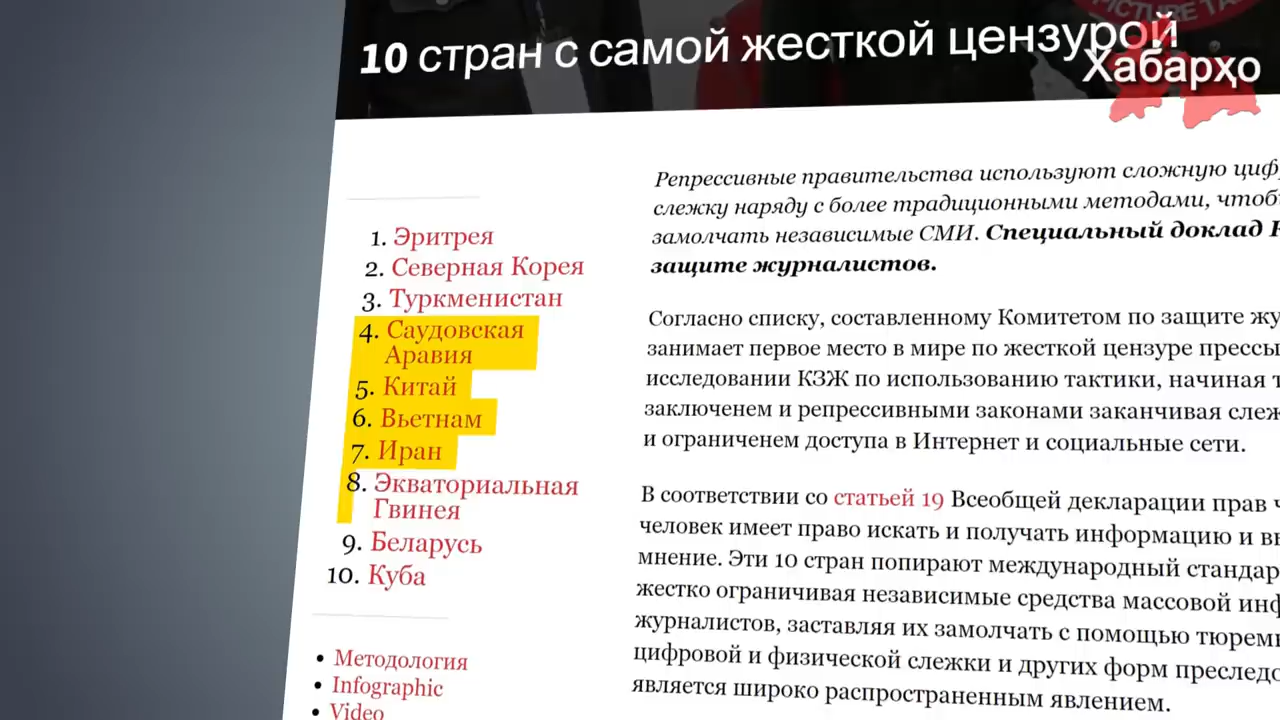 PICTURE
10 стран с самой жесткой цензурой
Хабарҳо
1. Эритрея
2. Северная Корея
3. Туркменистан
4. Саудовская
Аравия
5. Китай
6. Вьетнам
7. Иран
8. Экваториальная
Гвинея
9. Беларусь
10. Куба
• Методология
• Infographic
• Video
Репрессивные правительства используют сложную
слежку наряду с более традиционными методами,
замолчать независимые СМИ. Специальный доклад
защите журналистов.
Согласно списку, составленному Комитетом по защите
занимает первое место в мире по жесткой цензуре прессы
исследовании КЗЖ по использованию тактики, начиная
заключенем и репрессивными законами заканчивая
и ограниченем доступа в Интернет и социальные сети.
В соответствии со статьей 19 Всеобщей декларации прав
человек имеет право искать и получать информацию и
мнение. Эти 10 стран попирают международный
жестко ограничивая независимые средства массовой
журналистов, заставляя их замолчать с помощью
цифровой и физической слежки и других форм
является широко распространенным явлением.